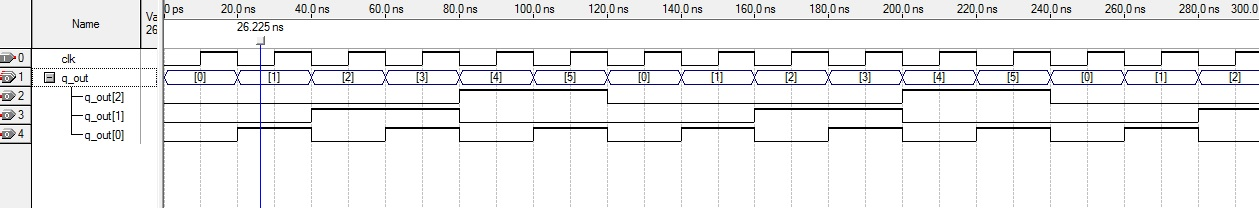 Name
Va
26
0 ps 20.0 ns 40.0 ns 60.0 ns 80.0 ns 100.0 ns 120.0 ns 140.0 ns 160.0 ns 180.0 ns 200.0 ns 220.0 ns 240.0 ns 260.0 ns 280.0 ns 300.0
26.225 ns
0 clk
1 q_out [0] [1] [2] [3] [4] [5] [0] [1] [2] [3] [4] [5] [0] [1] [2]
2 q_out[2]
3 q_out[1]
4 q_out[0]